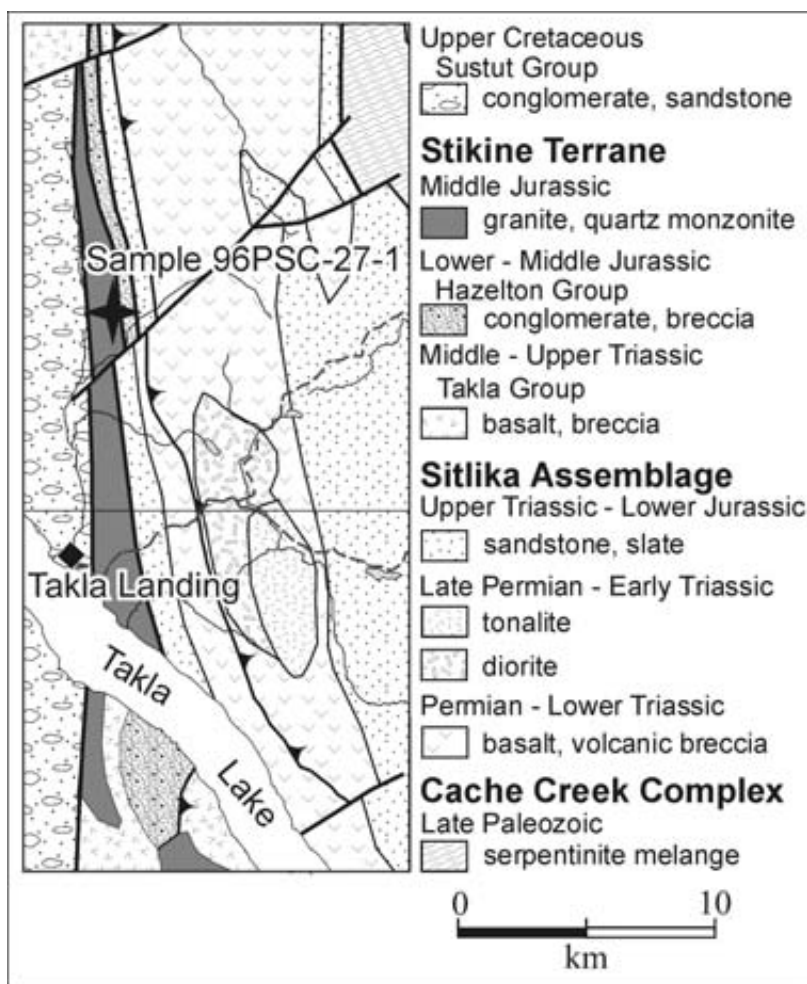 Sample 96PSC-27-1
Takla Landing
Takla
Lake
Upper Cretaceous
Sustut Group
conglomerate, sandstone
Stikine Terrane
Middle Jurassic
granite, quartz monzonite
Lower - Middle Jurassic
Hazelton Group
conglomerate, breccia
Middle - Upper Triassic
Takla Group
basalt, breccia
Sitlika Assemblage
Upper Triassic - Lower Jurassic
sandstone, slate
Late Permian - Early Triassic
tonalite
diorite
Permian - Lower Triassic
basalt, volcanic breccia
Cache Creek Complex
Late Paleozoic
serpentinite melange
0 10
km